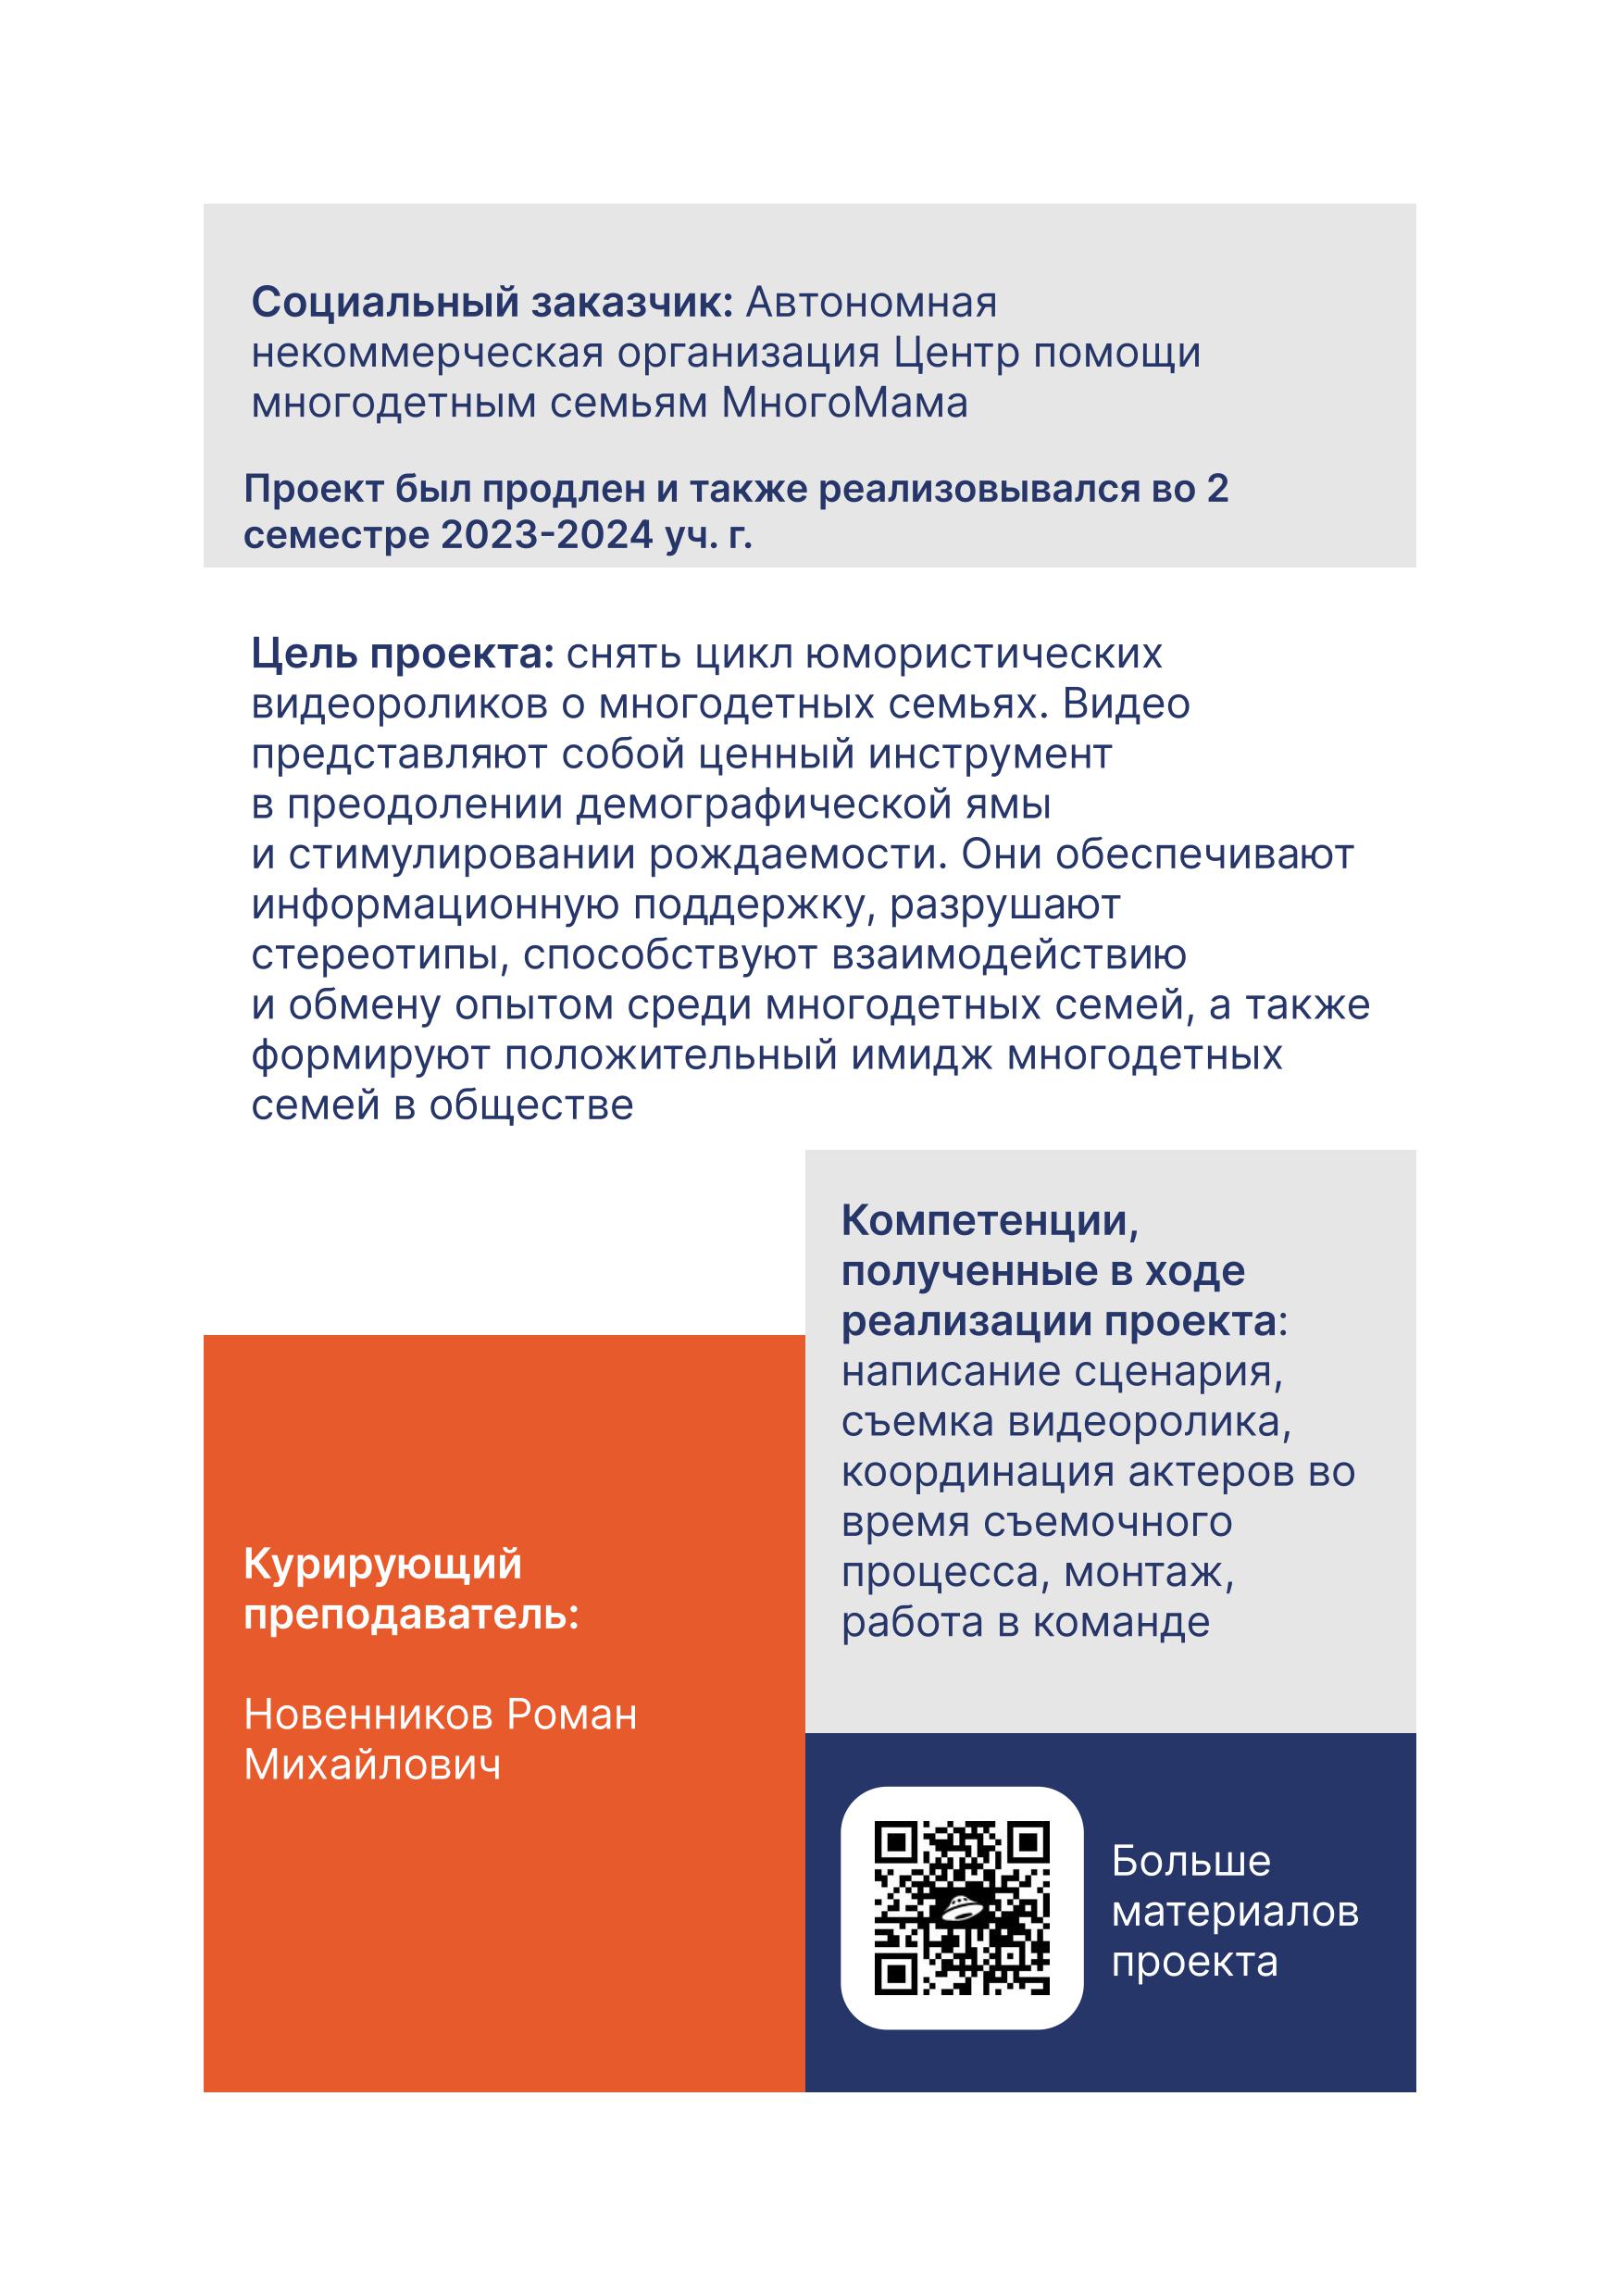 Социальный заказчик: Автономная
некоммерческая организация Центр помощи
многодетным семьям МногоМама
Проект был продлен и также реализовывался во 2
семестре 2023-2024 уч. г.
Цель проекта: снять цикл юмористических
видеороликов о многодетных семьях. Видео
представляют собой ценный инструмент
в преодолении демографической ямы
и стимулировании рождаемости. Они обеспечивают
информационную поддержку, разрушают
стереотипы, способствуют взаимодействию
и обмену опытом среди многодетных семей, а также
формируют положительный имидж многодетных
семей в обществе
Компетенции,
полученные в ходе
реализации проекта:
написание сценария,
съемка видеоролика,
координация актеров во
время съемочного
процесса, монтаж,
работа в команде
Курирующий
преподаватель:
Новенников Роман
Михайлович
Больше
материалов
проекта